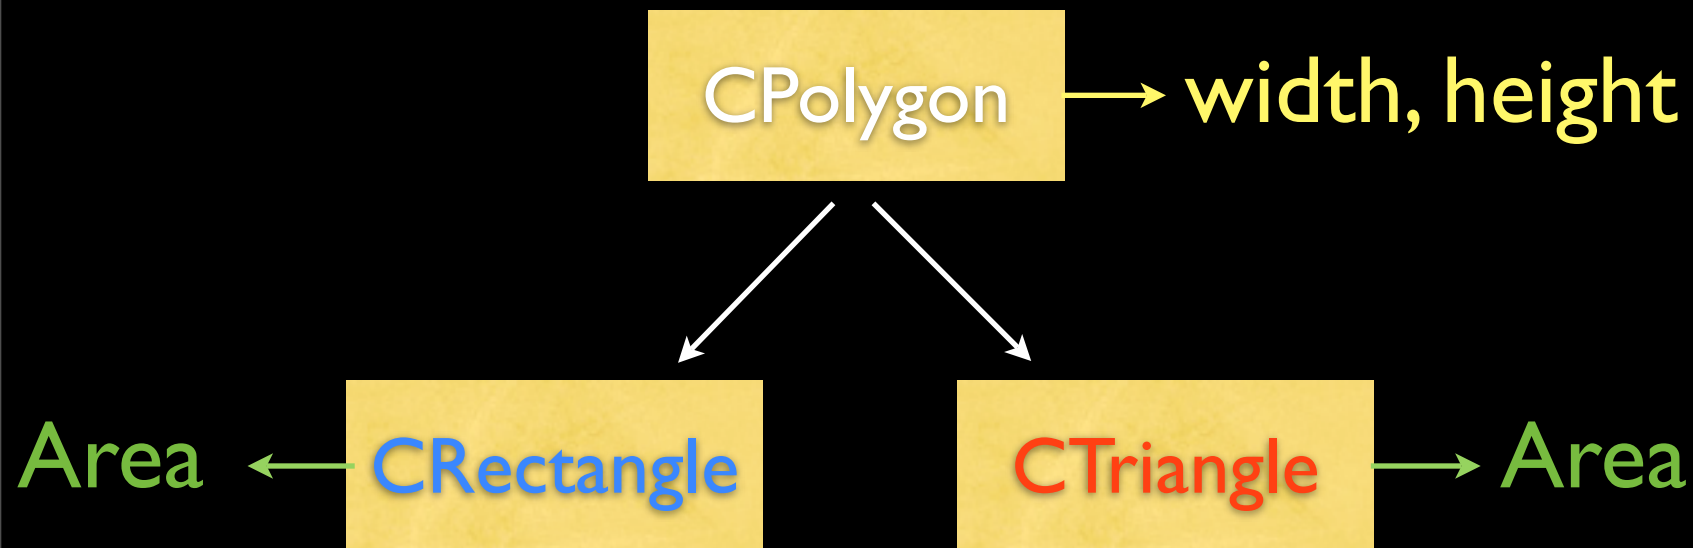 CPolygon
width, height
Area
CRectangle
CTriangle
Area